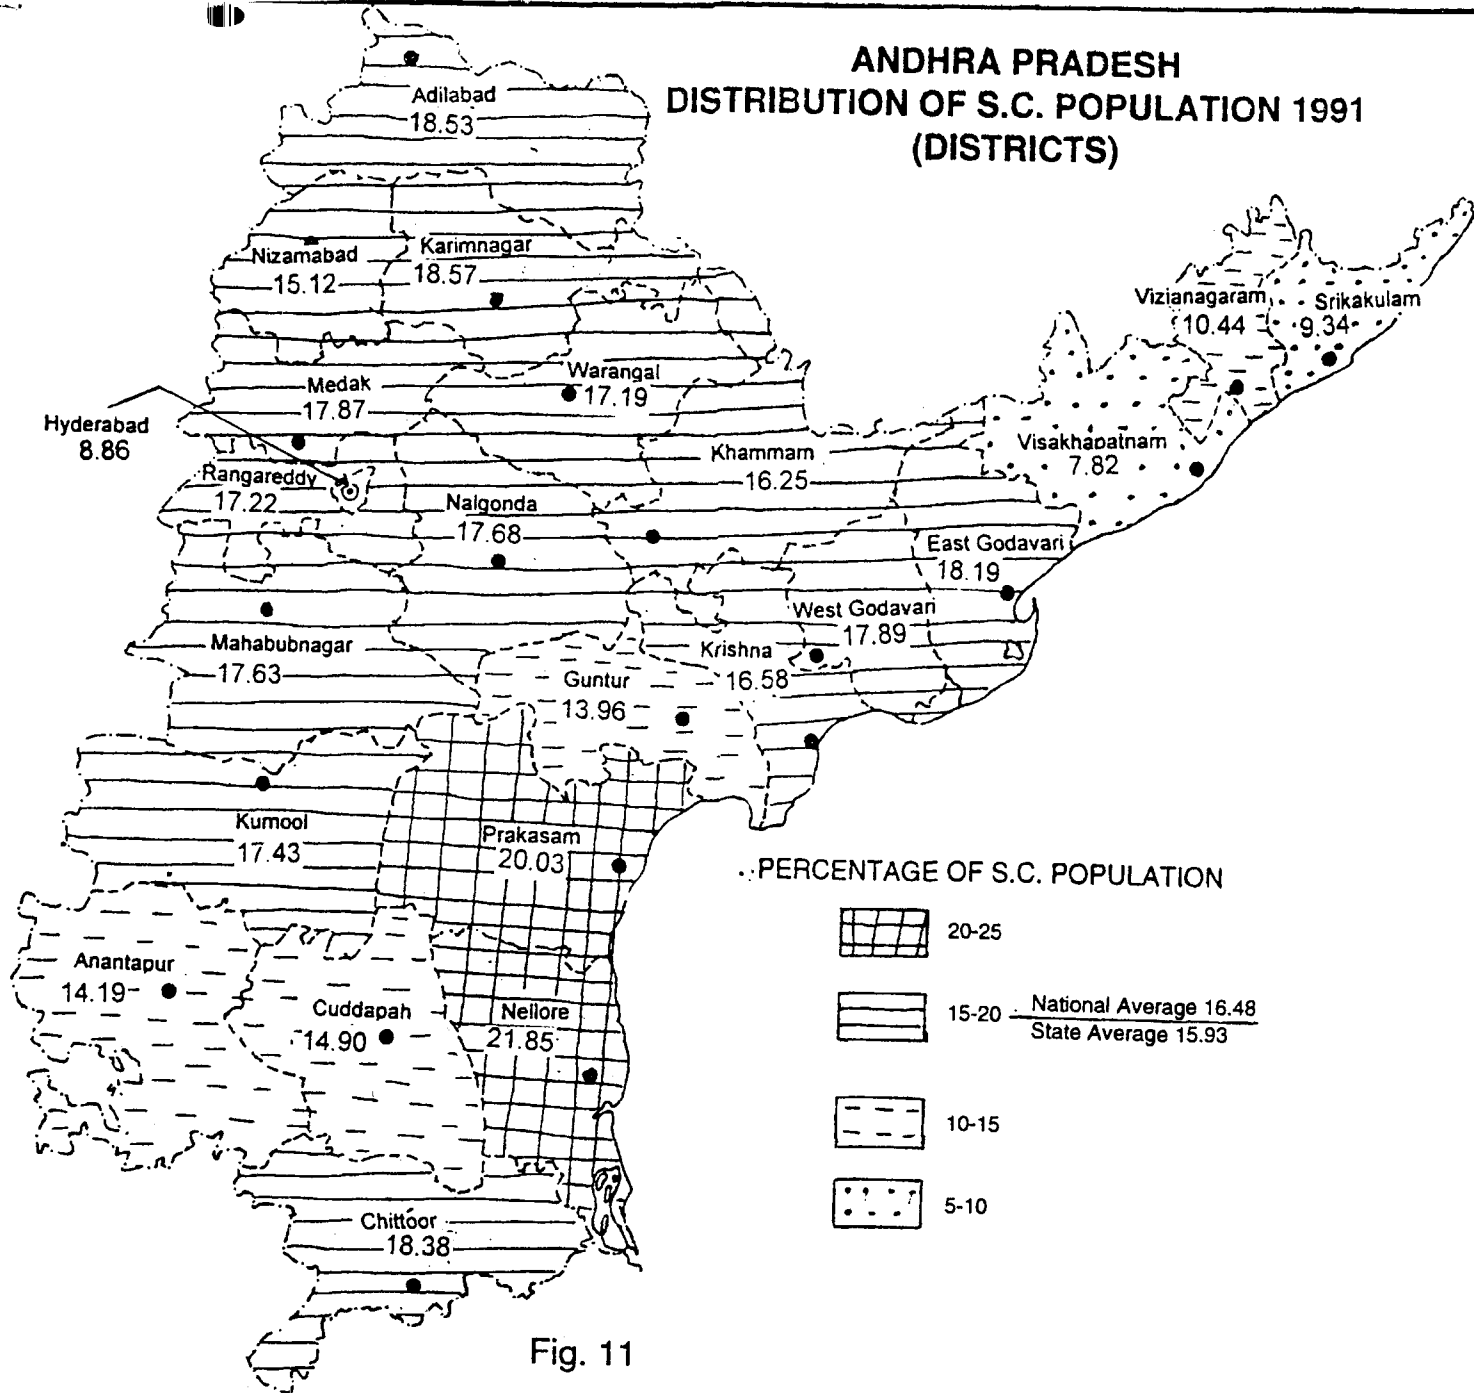 ANDHRA PRADESH
DISTRIBUTION OF S.C. POPULATION 1991
(DISTRICTS)
Adilabad
18.53
Nizamabad
15.12
Karimnagar
18.57
Vizianagaram
10.44
Srikakulam
9.34
Medak
17.87
Warangal
17.19
Hyderabad
8.86
Khammam
16.25
Visakhapatnam
7.82
Rangareddy
17.22
Nalgonda
17.68
East Godavari
18.19
West Godavari
17.89
Mahabubnagar
17.63
Krishna
16.58
Guntur
13.96
Kurnool
17.43
Prakasam
20.03
PERCENTAGE OF S.C. POPULATION
20-25
15-20 National Average 16.48
State Average 15.93
10-15
5-10
Anantapur
14.19
Cuddapah
14.90
Nellore
21.85
Chittoor
18.38
Fig. 11